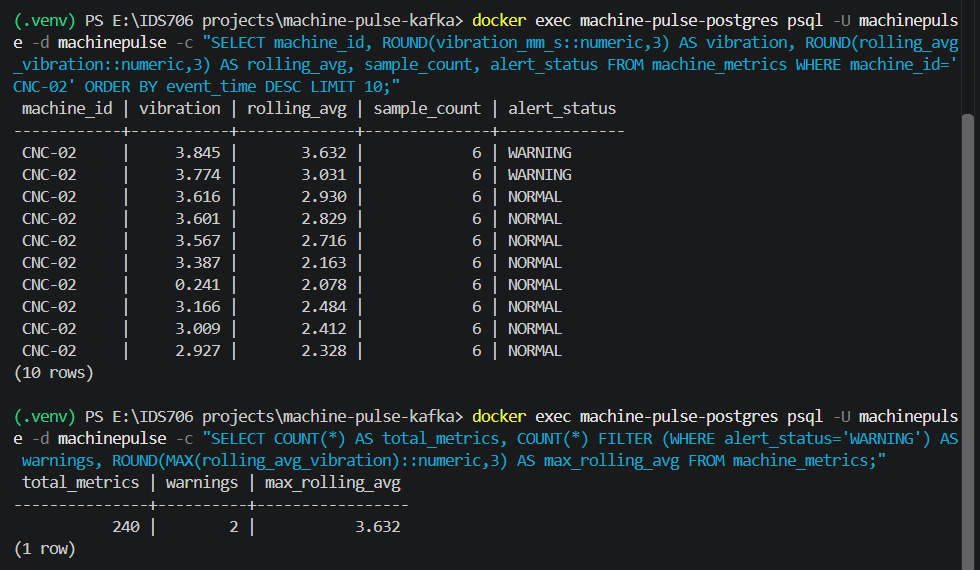 (.venv) PS E:\IDS706 projects\machine-pulse-kafka> docker exec machine-pulse-postgres psql -U machinepuls
e -d machinepulse -c "SELECT machine_id, ROUND(vibration_mm_s::numeric,3) AS vibration, ROUND(rolling_avg
_vibration::numeric,3) AS rolling_avg, sample_count, alert_status FROM machine_metrics WHERE machine_id='
CNC-02' ORDER BY event_time DESC LIMIT 10;"
 machine_id | vibration | rolling_avg | sample_count | alert_status
------------+-----------+-------------+--------------+--------------
 CNC-02     |     3.845 |       3.632 |            6 | WARNING
 CNC-02     |     3.774 |       3.031 |            6 | WARNING
 CNC-02     |     3.616 |       2.930 |            6 | NORMAL
 CNC-02     |     3.601 |       2.829 |            6 | NORMAL
 CNC-02     |     3.567 |       2.716 |            6 | NORMAL
 CNC-02     |     3.387 |       2.163 |            6 | NORMAL
 CNC-02     |     0.241 |       2.078 |            6 | NORMAL
 CNC-02     |     3.166 |       2.484 |            6 | NORMAL
 CNC-02     |     3.009 |       2.412 |            6 | NORMAL
 CNC-02     |     2.927 |       2.328 |            6 | NORMAL
(10 rows)

(.venv) PS E:\IDS706 projects\machine-pulse-kafka> docker exec machine-pulse-postgres psql -U machinepuls
e -d machinepulse -c "SELECT COUNT(*) AS total_metrics, COUNT(*) FILTER (WHERE alert_status='WARNING') AS
 warnings, ROUND(MAX(rolling_avg_vibration)::numeric,3) AS max_rolling_avg FROM machine_metrics;"
 total_metrics | warnings | max_rolling_avg
---------------+----------+-----------------
           240 |        2 |           3.632
(1 row)